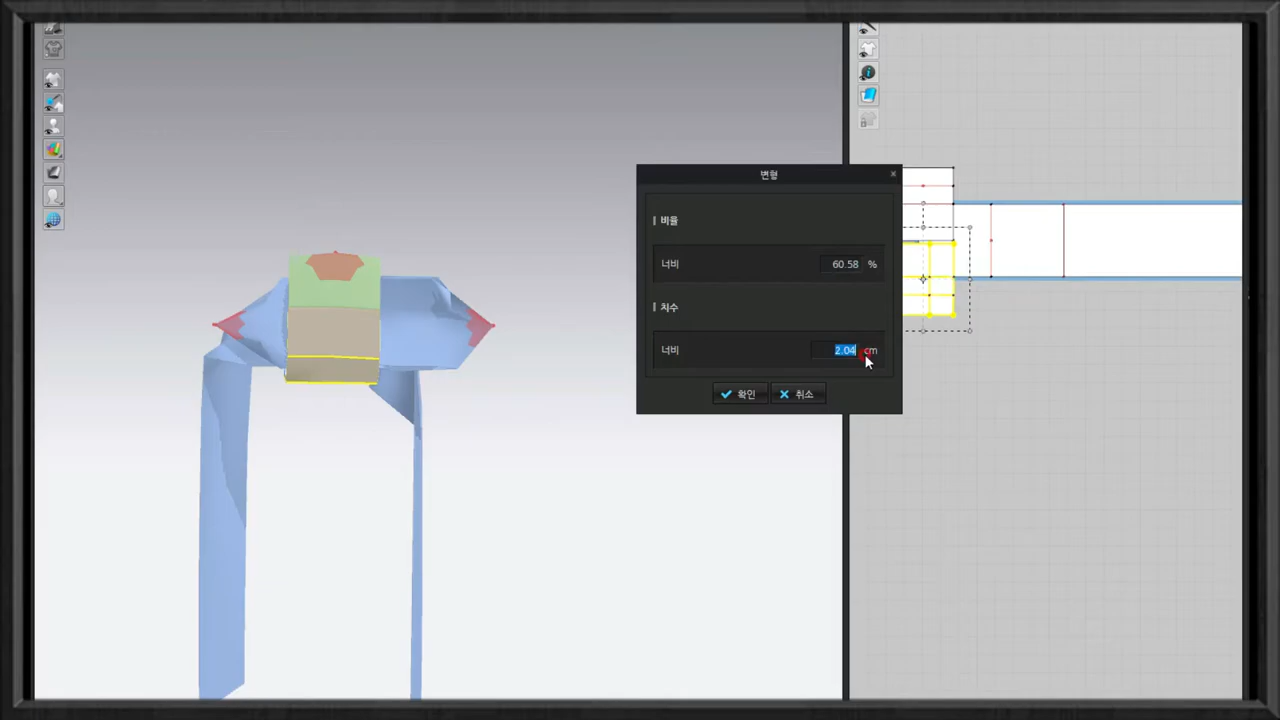 변형
비율
너비 60.58 %
치수
너비 2.04 cm
확인 취소